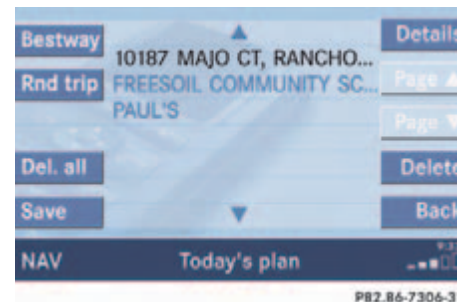 Bestway
Details
10187 MAJO CT, RANCHO...
Rnd trip
FREESOIL COMMUNITY SC...
Page ▲
PAUL'S
Page ▼
Del. all
Delete
Save
Back
NAV
Today's plan
P82.86-7306-3